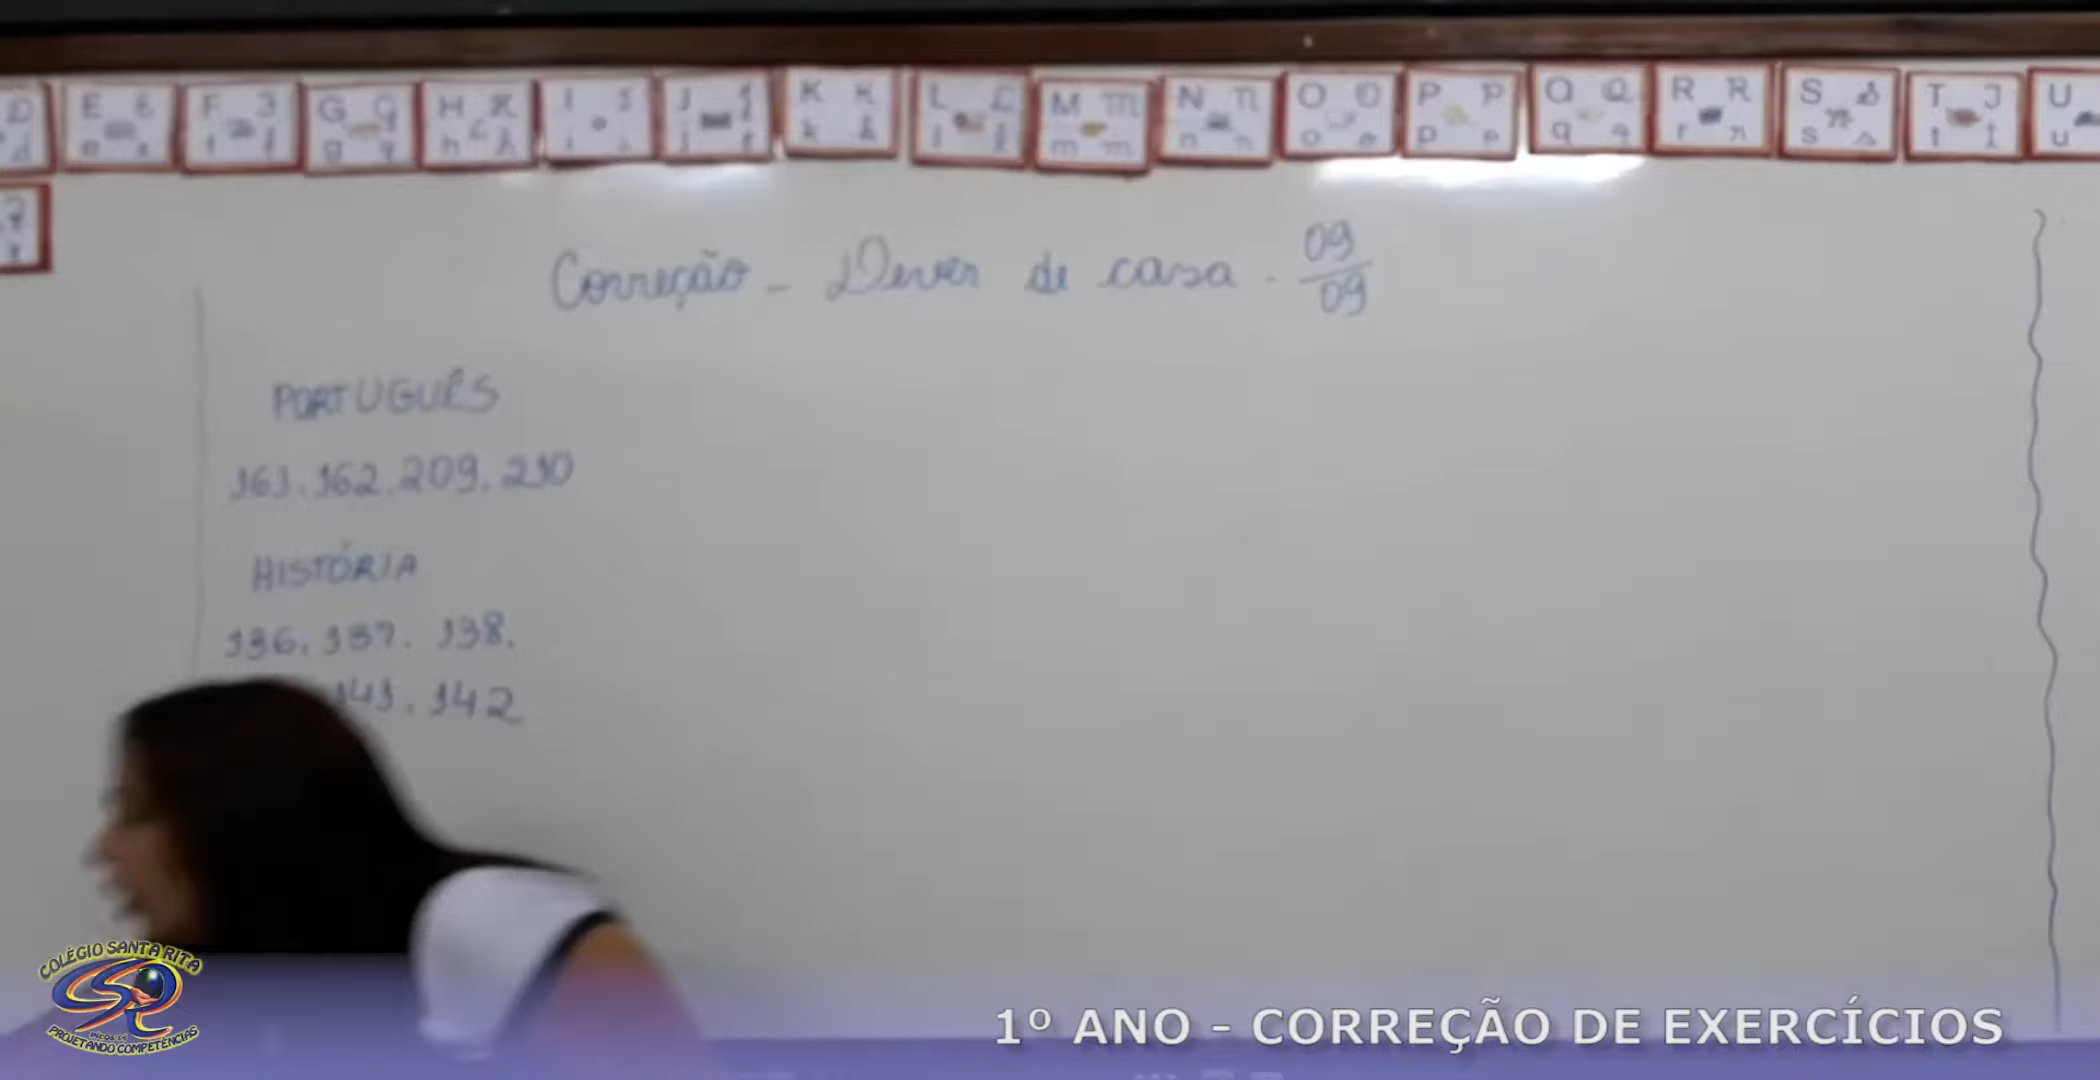 E E e e
F F f f
G G g g
H H h h
I I i i
J J j j
K K k k
L L l l
M M m m
N N n n
O O o o
P P p p
Q Q q q
R R r r
S S s s
T T t t
U u
Correção - Dever de casa. 09/09
PORTUGUÊS
161.162.209.210
HISTÓRIA
136. 137. 138.
141. 142
COLÉGIO SANTA RITA
PROJETANDO COMPETÊNCIAS
1º ANO - CORREÇÃO DE EXERCÍCIOS